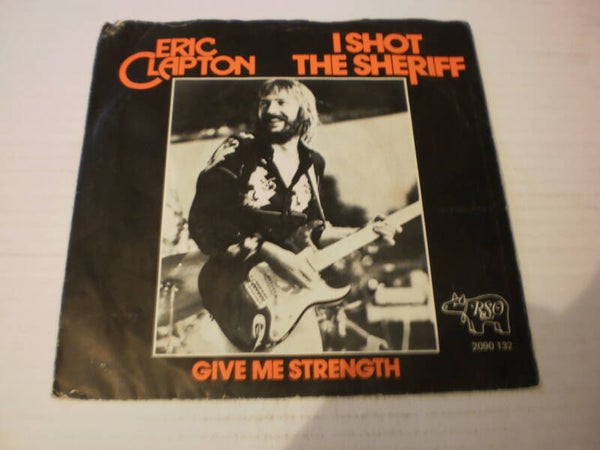 ERIC CLAPTON
I SHOT
THE SHERIFF
RSO
2090 132
GIVE ME STRENGTH